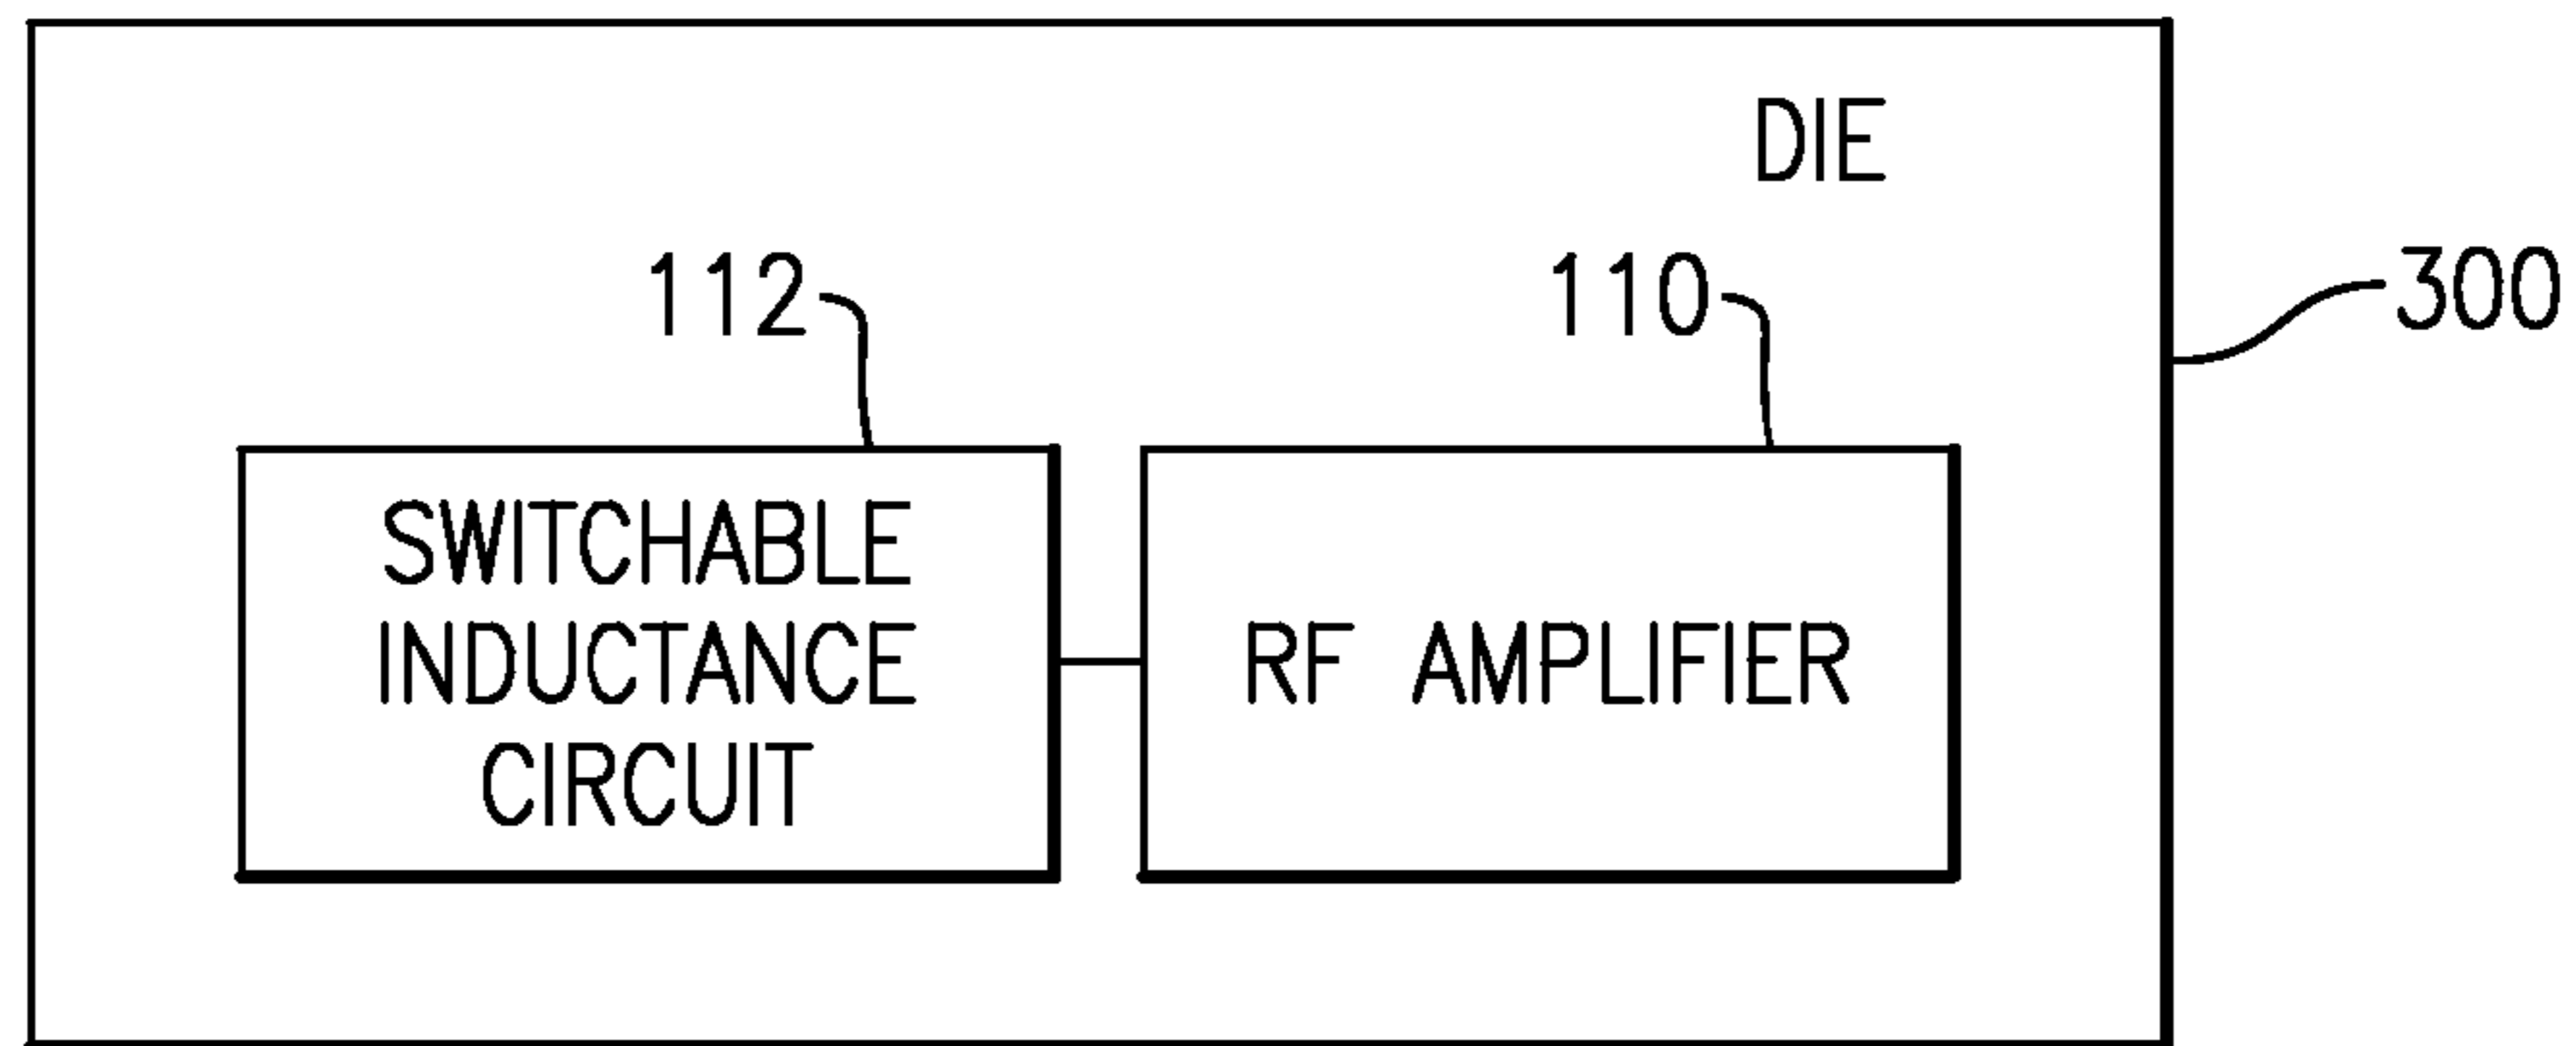 DIE
112
110
300
SWITCHABLE
INDUCTANCE
CIRCUIT
RF AMPLIFIER